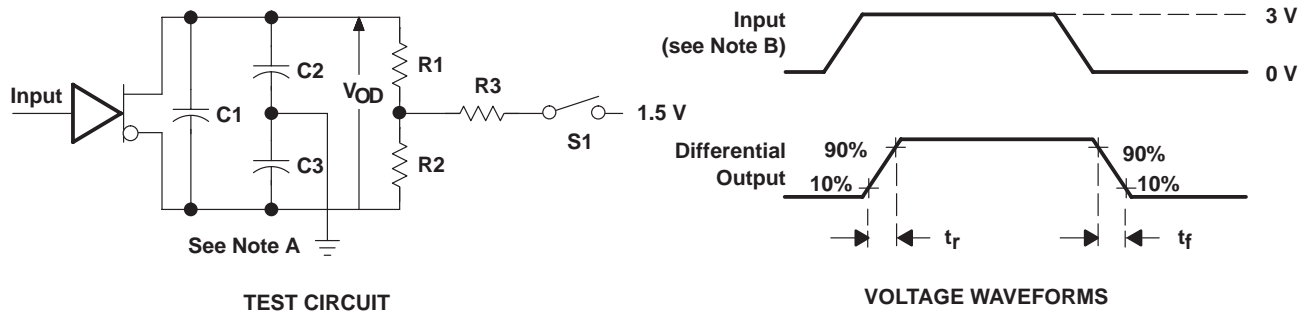 Input
C1
C2
C3
VOD
R1
R2
R3
S1
1.5 V
See Note A
TEST CIRCUIT
Input
(see Note B)
3 V
0 V
Differential
Output
90%
10%
90%
10%
tr
tf
VOLTAGE WAVEFORMS